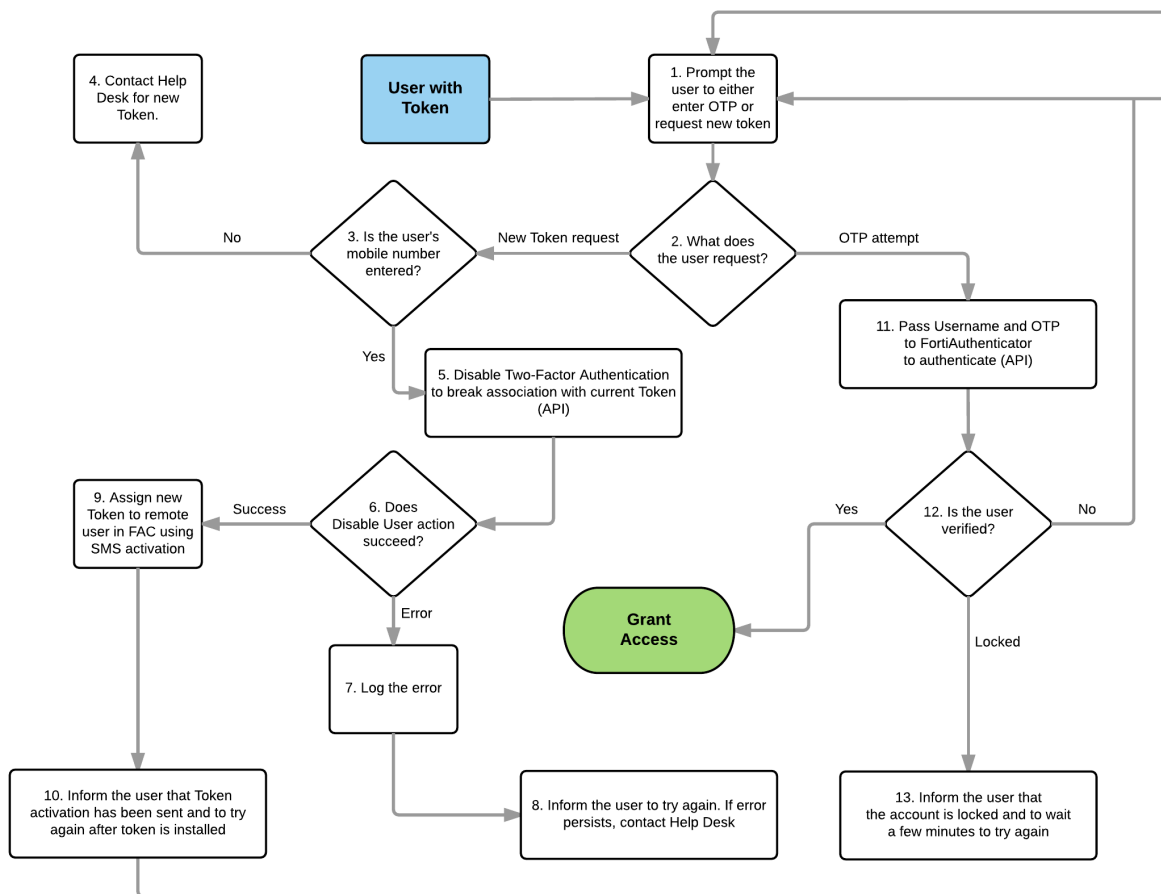 4. Contact Help
Desk for new
Token.
User with
Token
1. Prompt the
user to either
enter OTP or
request new token
No
3. Is the user's
mobile number
entered?
New Token request
2. What does
the user request?
OTP attempt
11. Pass Username and OTP
to FortiAuthenticator
to authenticate (API)
Yes
5. Disable Two-Factor Authentication
to break association with current Token
(API)
9. Assign new
Token to remote
user in FAC using
SMS activation
Success
6. Does
Disable User action
succeed?
Yes
12. Is the user
verified?
No
Error
Grant
Access
Locked
7. Log the error
10. Inform the user that Token
activation has been sent and to try
again after token is installed
8. Inform the user to try again. If error
persists, contact Help Desk
13. Inform the user that
the account is locked and to wait
a few minutes to try again